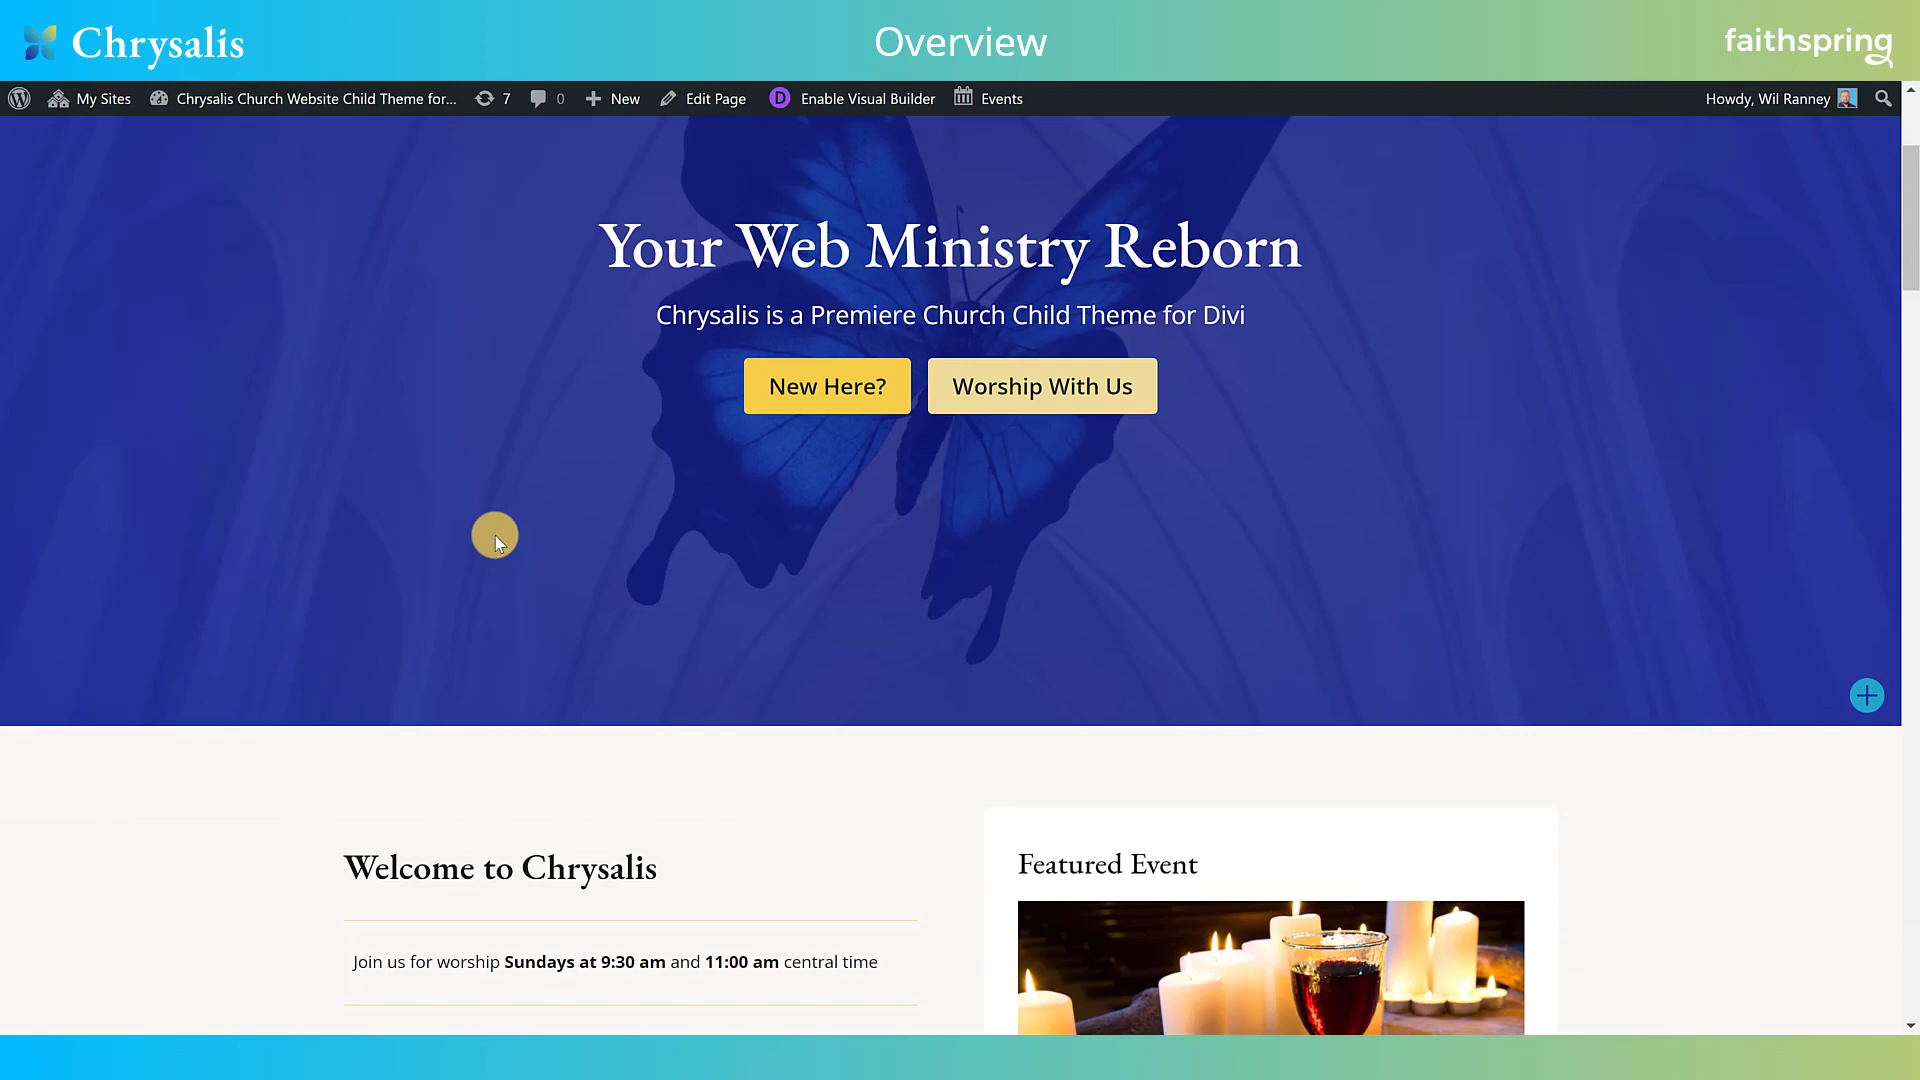 Chrysalis
Overview
faithspring
My Sites
Chrysalis Church Website Child Theme for...
7
0
New
Edit Page
D
Enable Visual Builder
Events
Howdy, Wil Ranney
Your Web Ministry Reborn
Chrysalis is a Premiere Church Child Theme for Divi
New Here?
Worship With Us
Welcome to Chrysalis
Featured Event
Join us for worship Sundays at 9:30 am and 11:00 am central time